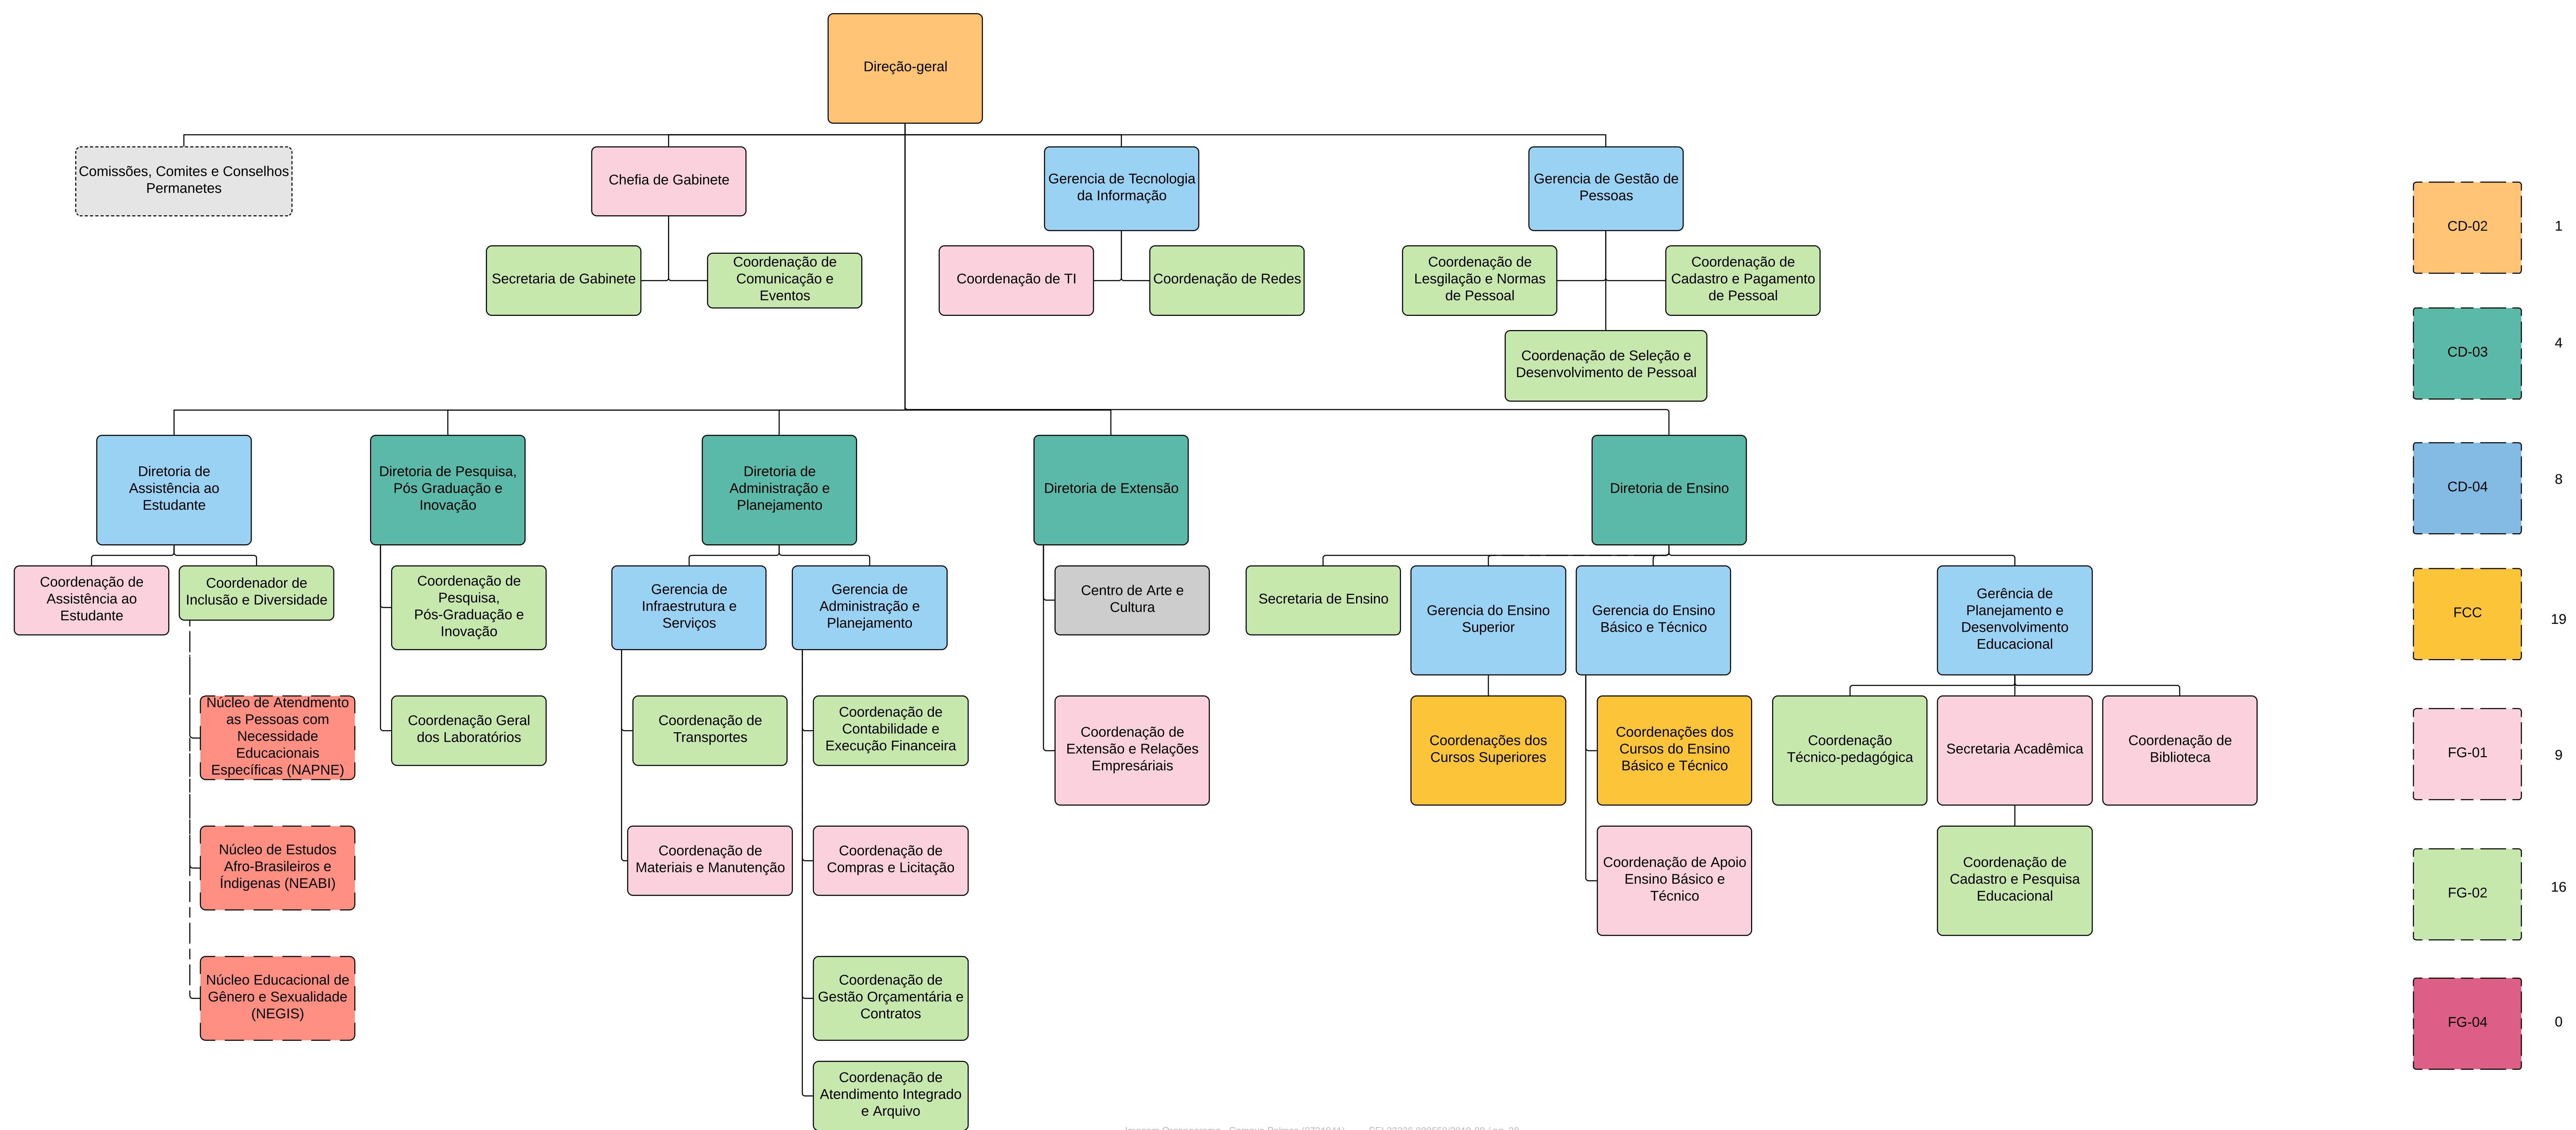 Direção-geral
Comissões, Comites e Conselhos
Permanetes
Chefia de Gabinete
Gerencia de Tecnologia
da Informação
Gerencia de Gestão de
Pessoas
Secretaria de Gabinete
Coordenação de
Comunicação e
Eventos
Coordenação de TI
Coordenação de Redes
Coordenação de
Lesgilação e Normas
de Pessoal
Coordenação de
Cadastro e Pagamento
de Pessoal
Coordenação de Seleção e
Desenvolvimento de Pessoal
Diretoria de
Assistência ao
Estudante
Diretoria de Pesquisa,
Pós Graduação e
Inovação
Diretoria de
Administração e
Planejamento
Diretoria de Extensão
Diretoria de Ensino
Coordenação de
Assistência ao
Estudante
Coordenador de
Inclusão e Diversidade
Coordenação de
Pesquisa,
Pós-Graduação e
Inovação
Gerencia de
Infraestrutura e
Serviços
Gerencia de
Administração e
Planejamento
Centro de Arte e
Cultura
Secretaria de Ensino
Gerencia do Ensino
Superior
Gerencia do Ensino
Básico e Técnico
Gerência de
Planejamento e
Desenvolvimento
Educacional
Núcleo de Atendmento
as Pessoas com
Necessidade
Educacionais
Específicas (NAPNE)
Coordenação Geral
dos Laboratórios
Coordenação de
Transportes
Coordenação de
Contabilidade e
Execução Financeira
Coordenação de
Extensão e Relações
Empresáriais
Coordenações dos
Cursos Superiores
Coordenações dos
Cursos do Ensino
Básico e Técnico
Coordenação
Técnico-pedagógica
Secretaria Acadêmica
Coordenação de
Biblioteca
Núcleo de Estudos
Afro-Brasileiros e
Índigenas (NEABI)
Coordenação de
Materiais e Manutenção
Coordenação de
Compras e Licitação
Coordenação de Apoio
Ensino Básico e
Técnico
Coordenação de
Cadastro e Pesquisa
Educacional
Núcleo Educacional de
Gênero e Sexualidade
(NEGIS)
Coordenação de
Gestão Orçamentária e
Contratos
Coordenação de
Atendimento Integrado
e Arquivo
CD-02 1
CD-03 4
CD-04 8
FCC 19
FG-01 9
FG-02 16
FG-04 0